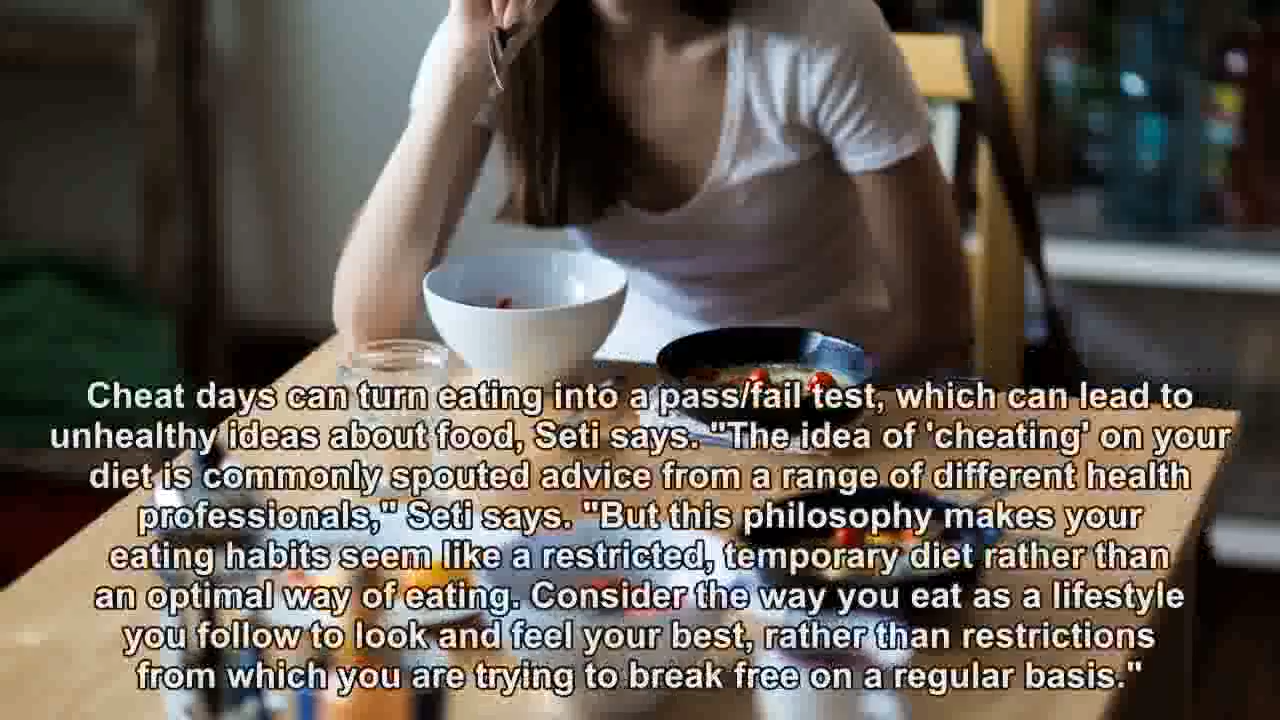 Cheat days can turn eating into a pass/fail test, which can lead to
unhealthy ideas about food, Seti says. "The idea of 'cheating' on your
diet is commonly spouted advice from a range of different health
professionals," Seti says. "But this philosophy makes your
eating habits seem like a restricted, temporary diet rather than
an optimal way of eating. Consider the way you eat as a lifestyle
you follow to look and feel your best, rather than restrictions
from which you are trying to break free on a regular basis."